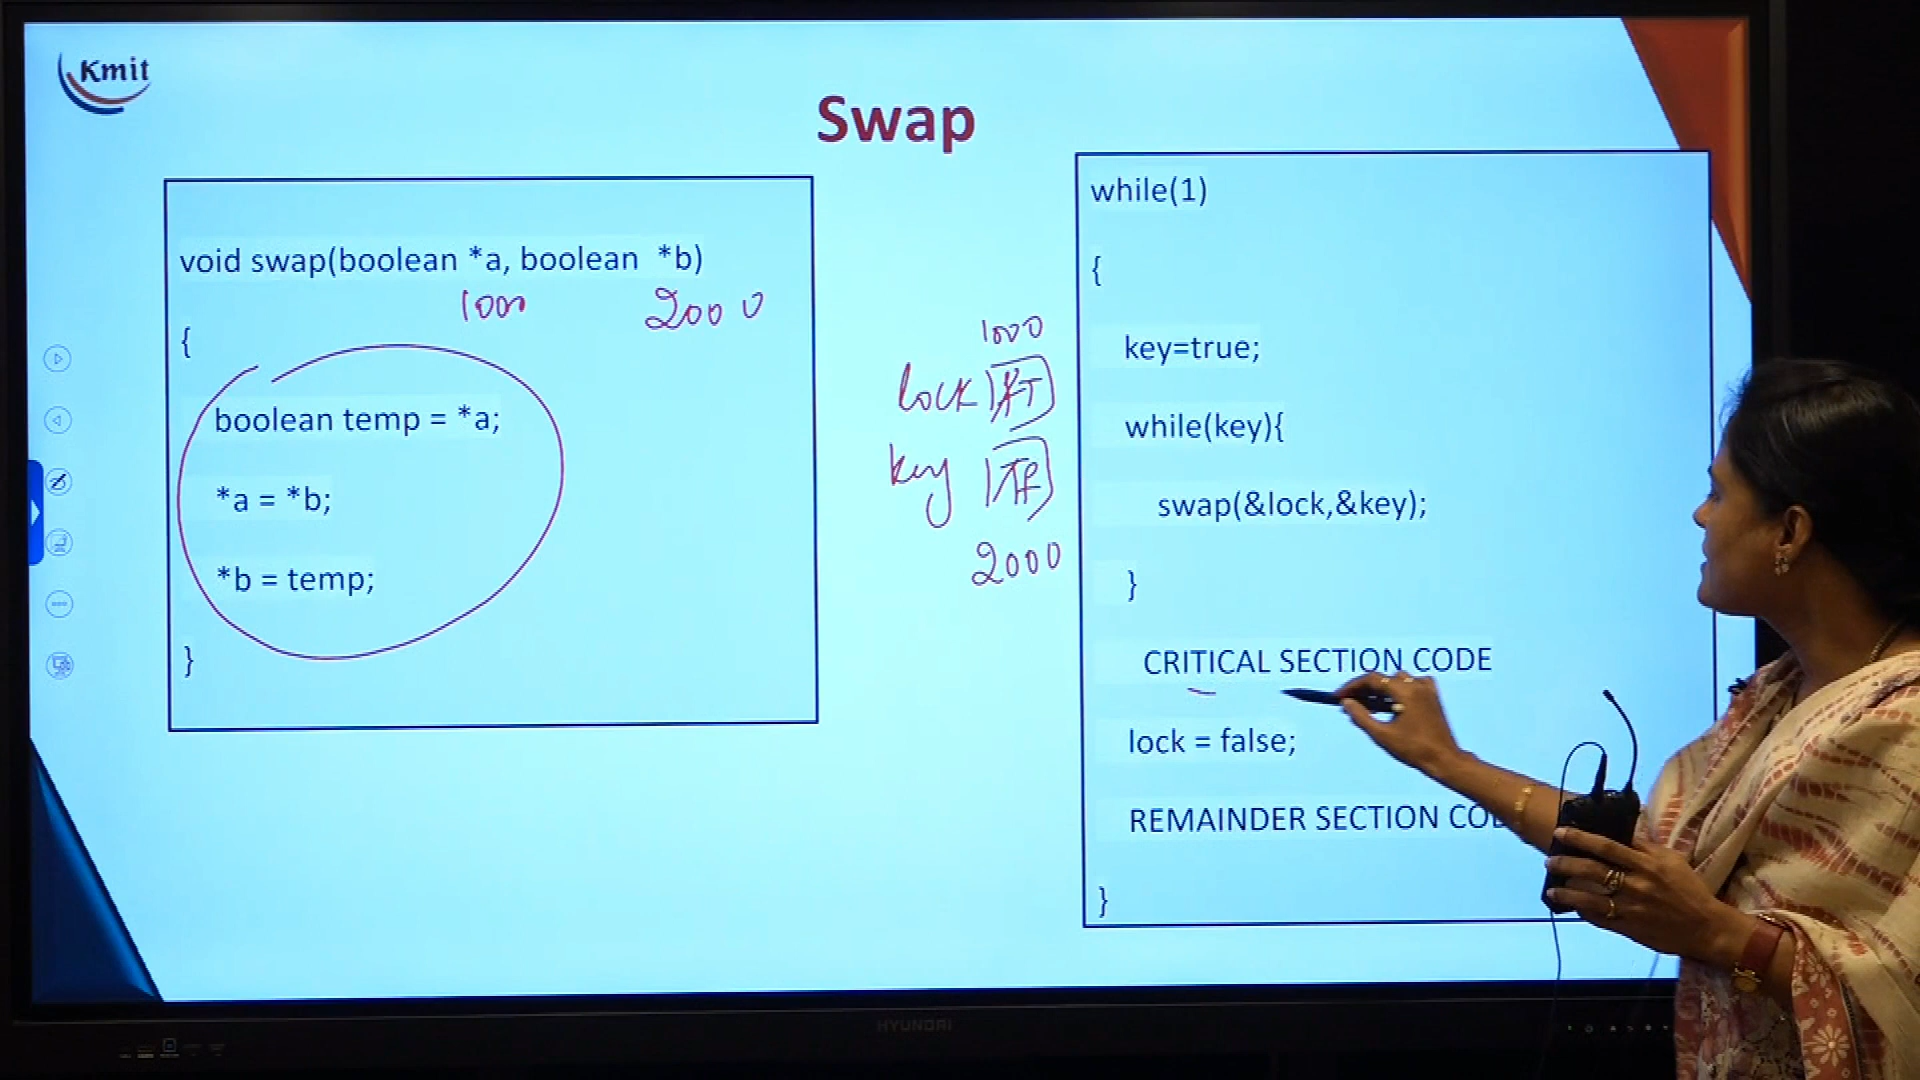 Kmit
Swap
void swap(boolean *a, boolean *b)
1000 2000
{
boolean temp = *a;
*a = *b;
*b = temp;
}
1000
lock
key
2000
while(1)
{
key=true;
while(key){
swap(&lock,&key);
}
CRITICAL SECTION CODE
lock = false;
REMAINDER SECTION
}
HYUNDAI